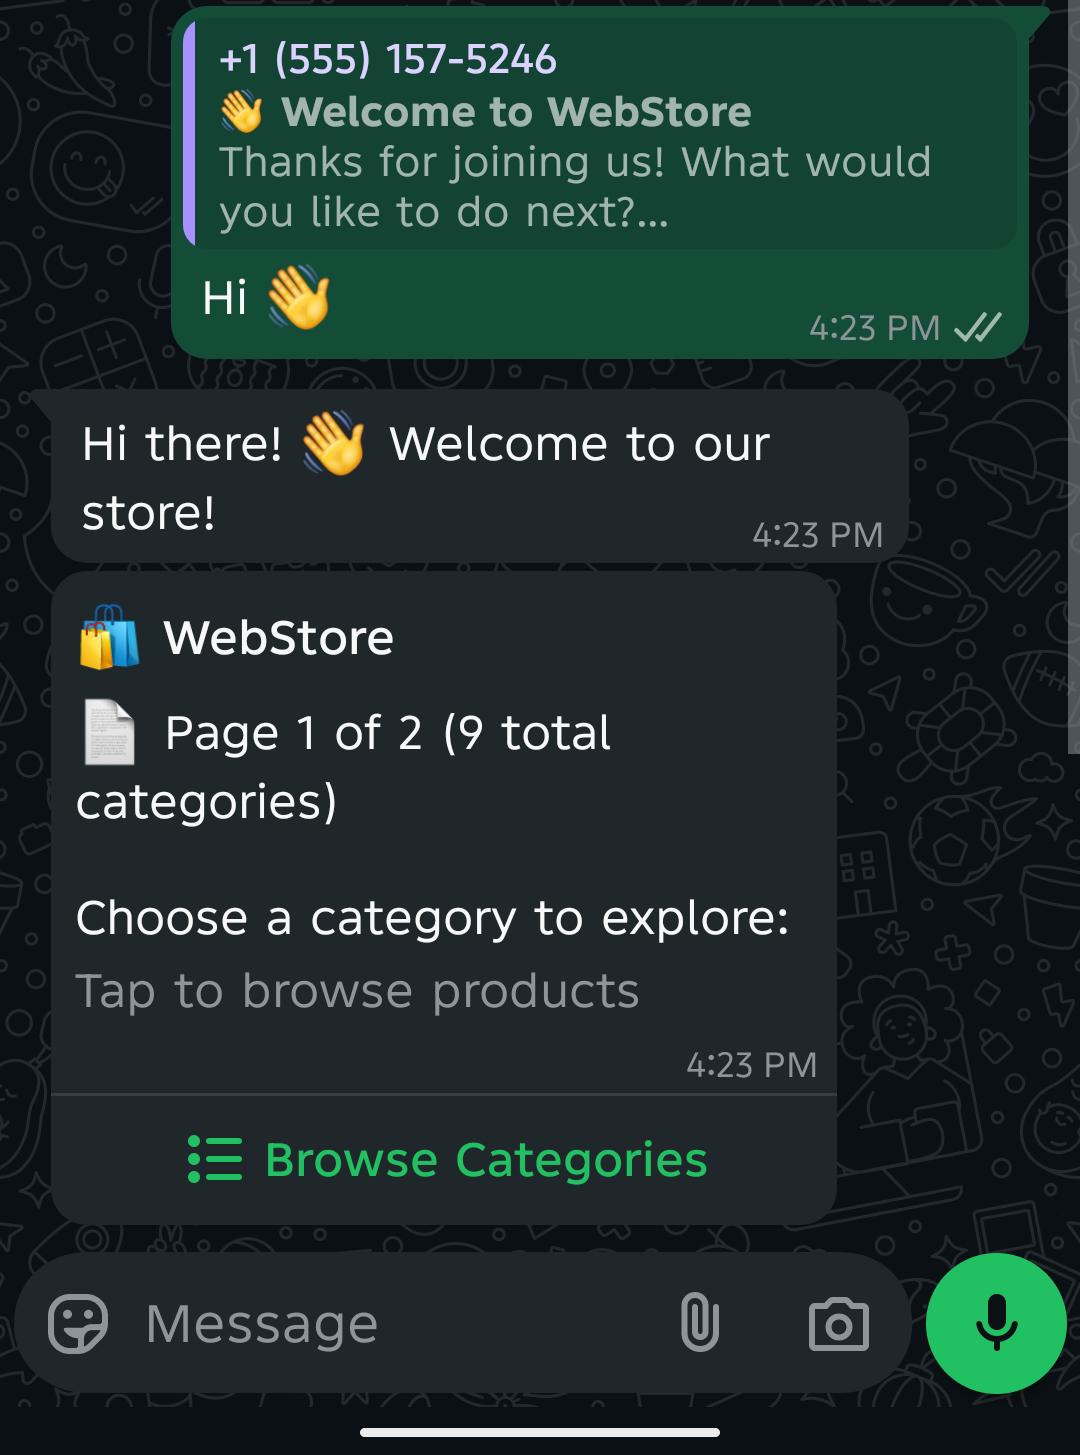 +1 (555) 157-5246
👋 Welcome to WebStore
Thanks for joining us! What would
you like to do next?...
Hi 👋
4:23 PM
Hi there! 👋 Welcome to our
store!
4:23 PM
🛍️ WebStore
📄 Page 1 of 2 (9 total
categories)
Choose a category to explore:
Tap to browse products
4:23 PM
Browse Categories
Message